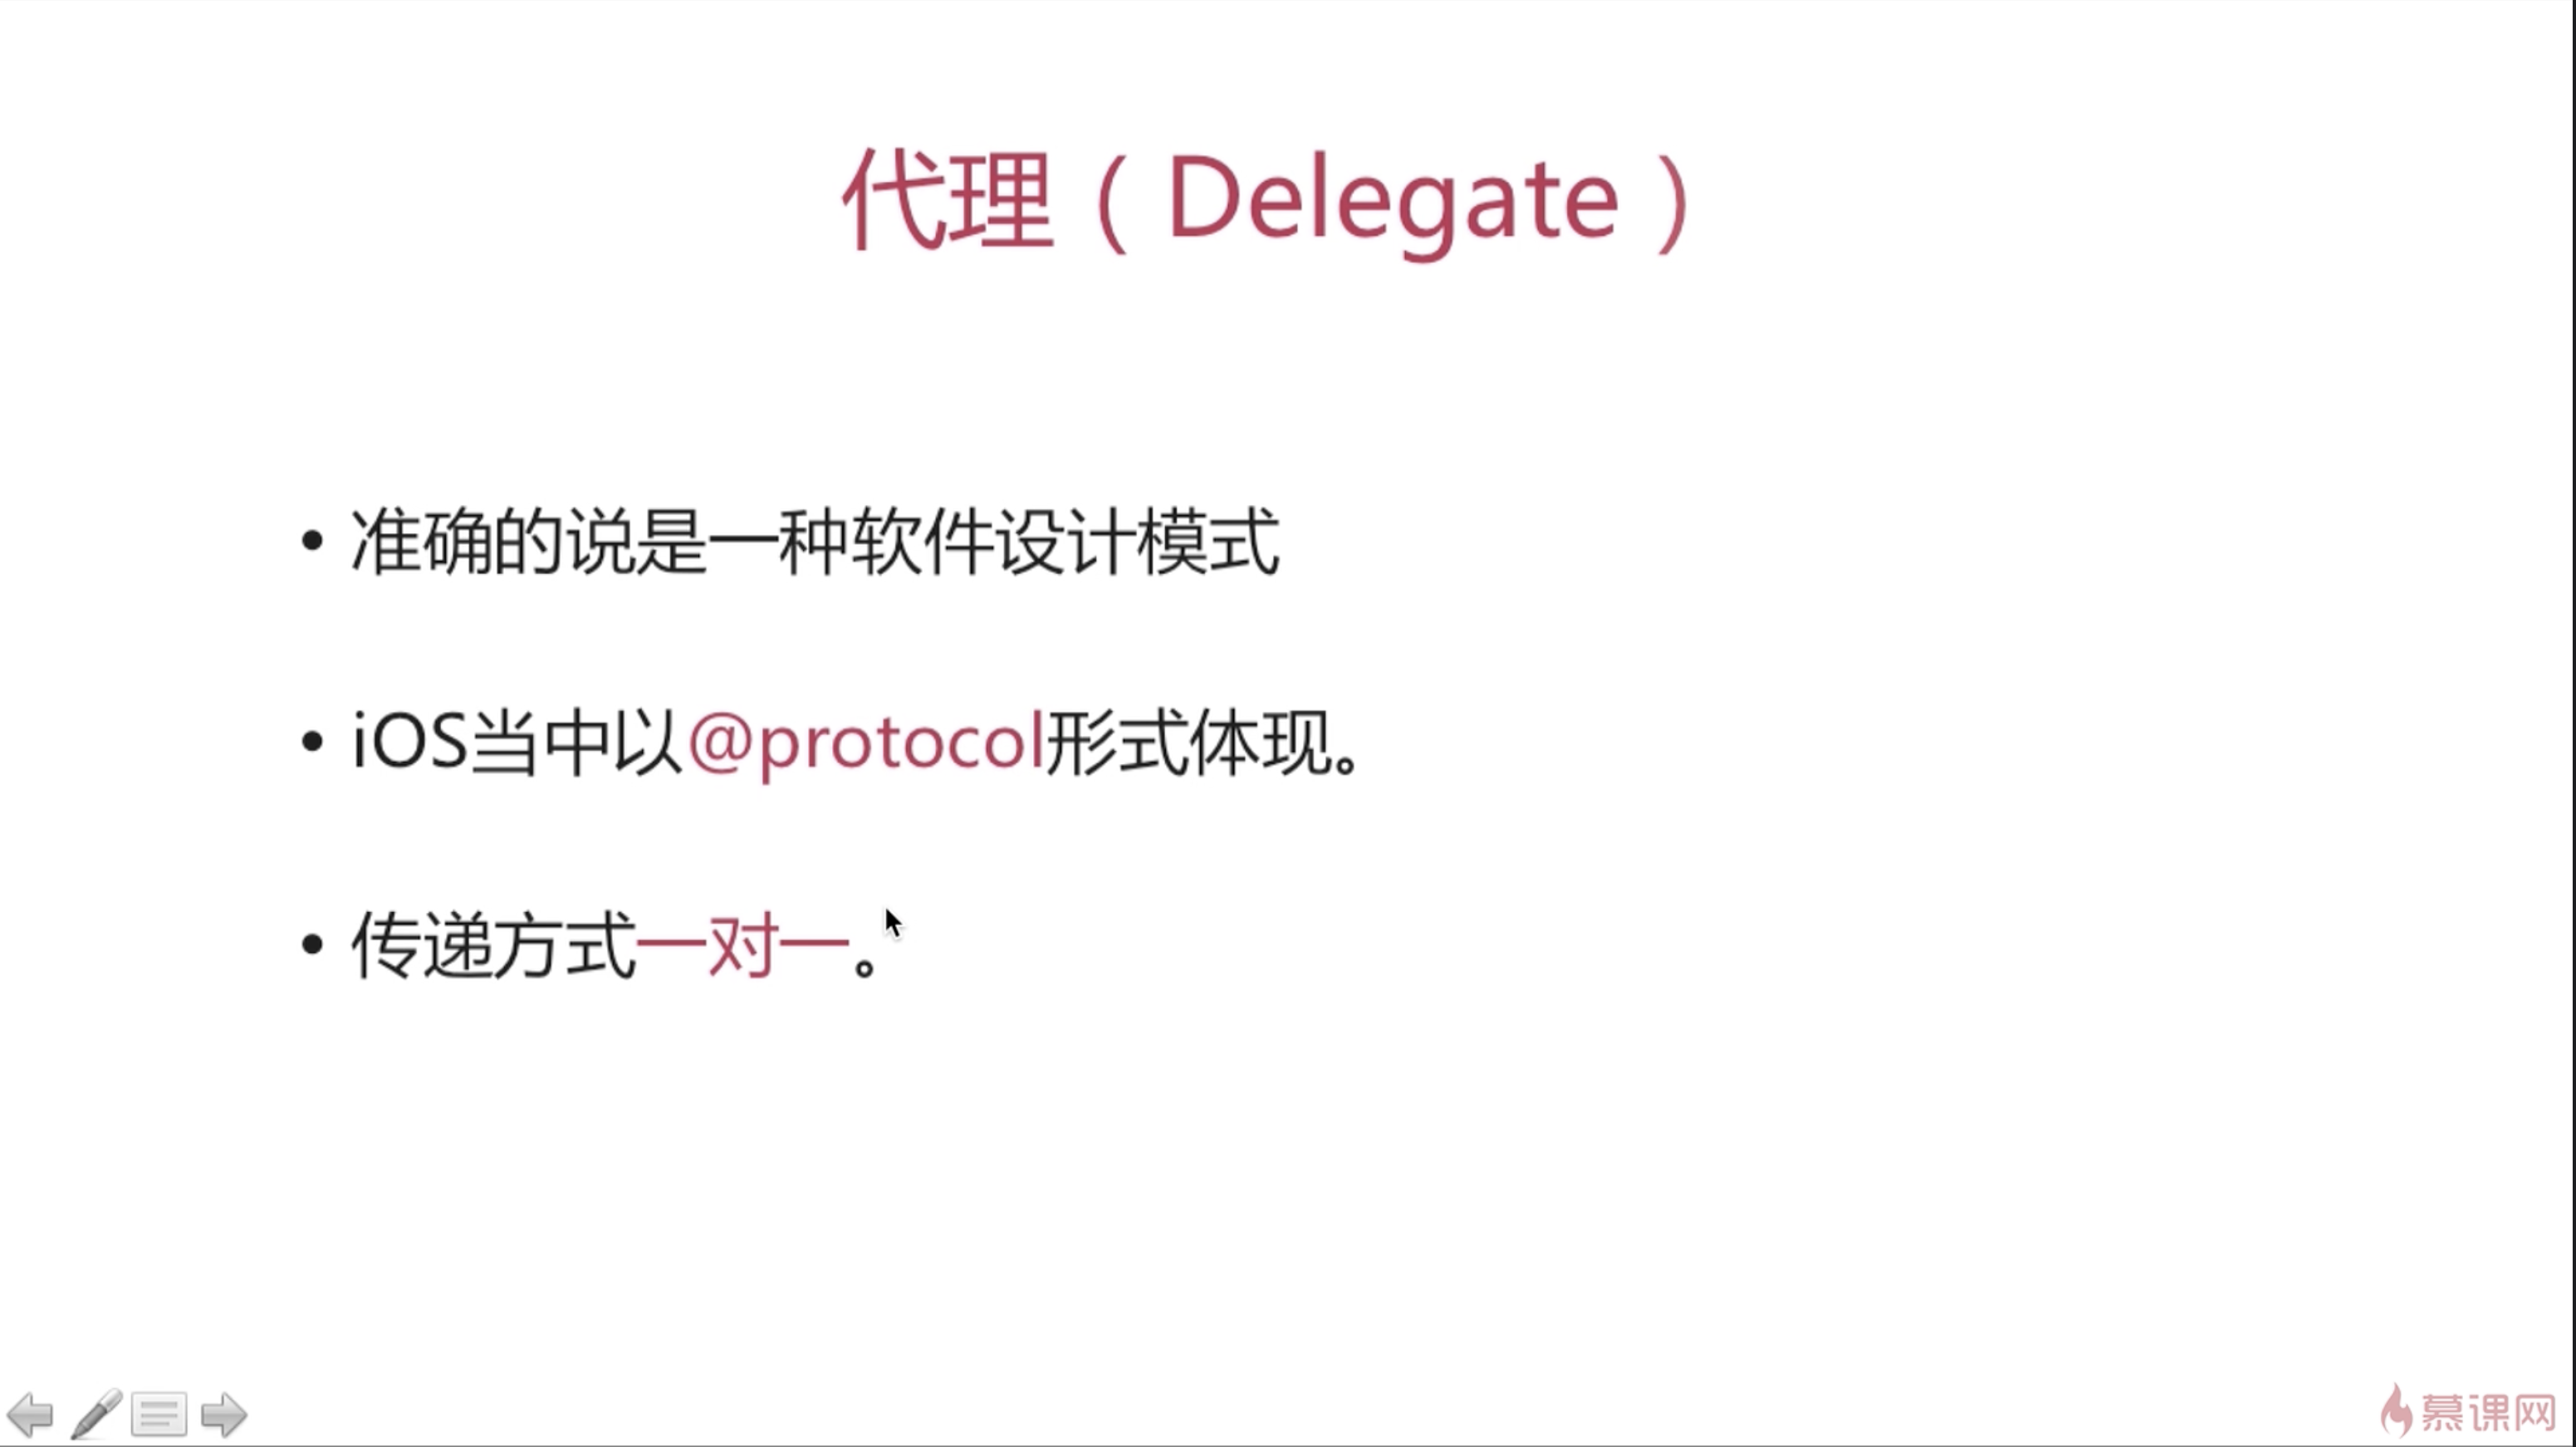 代理（Delegate）
• 准确的说是一种软件设计模式
• iOS当中以@protocol形式体现。
• 传递方式一对一。
慕课网